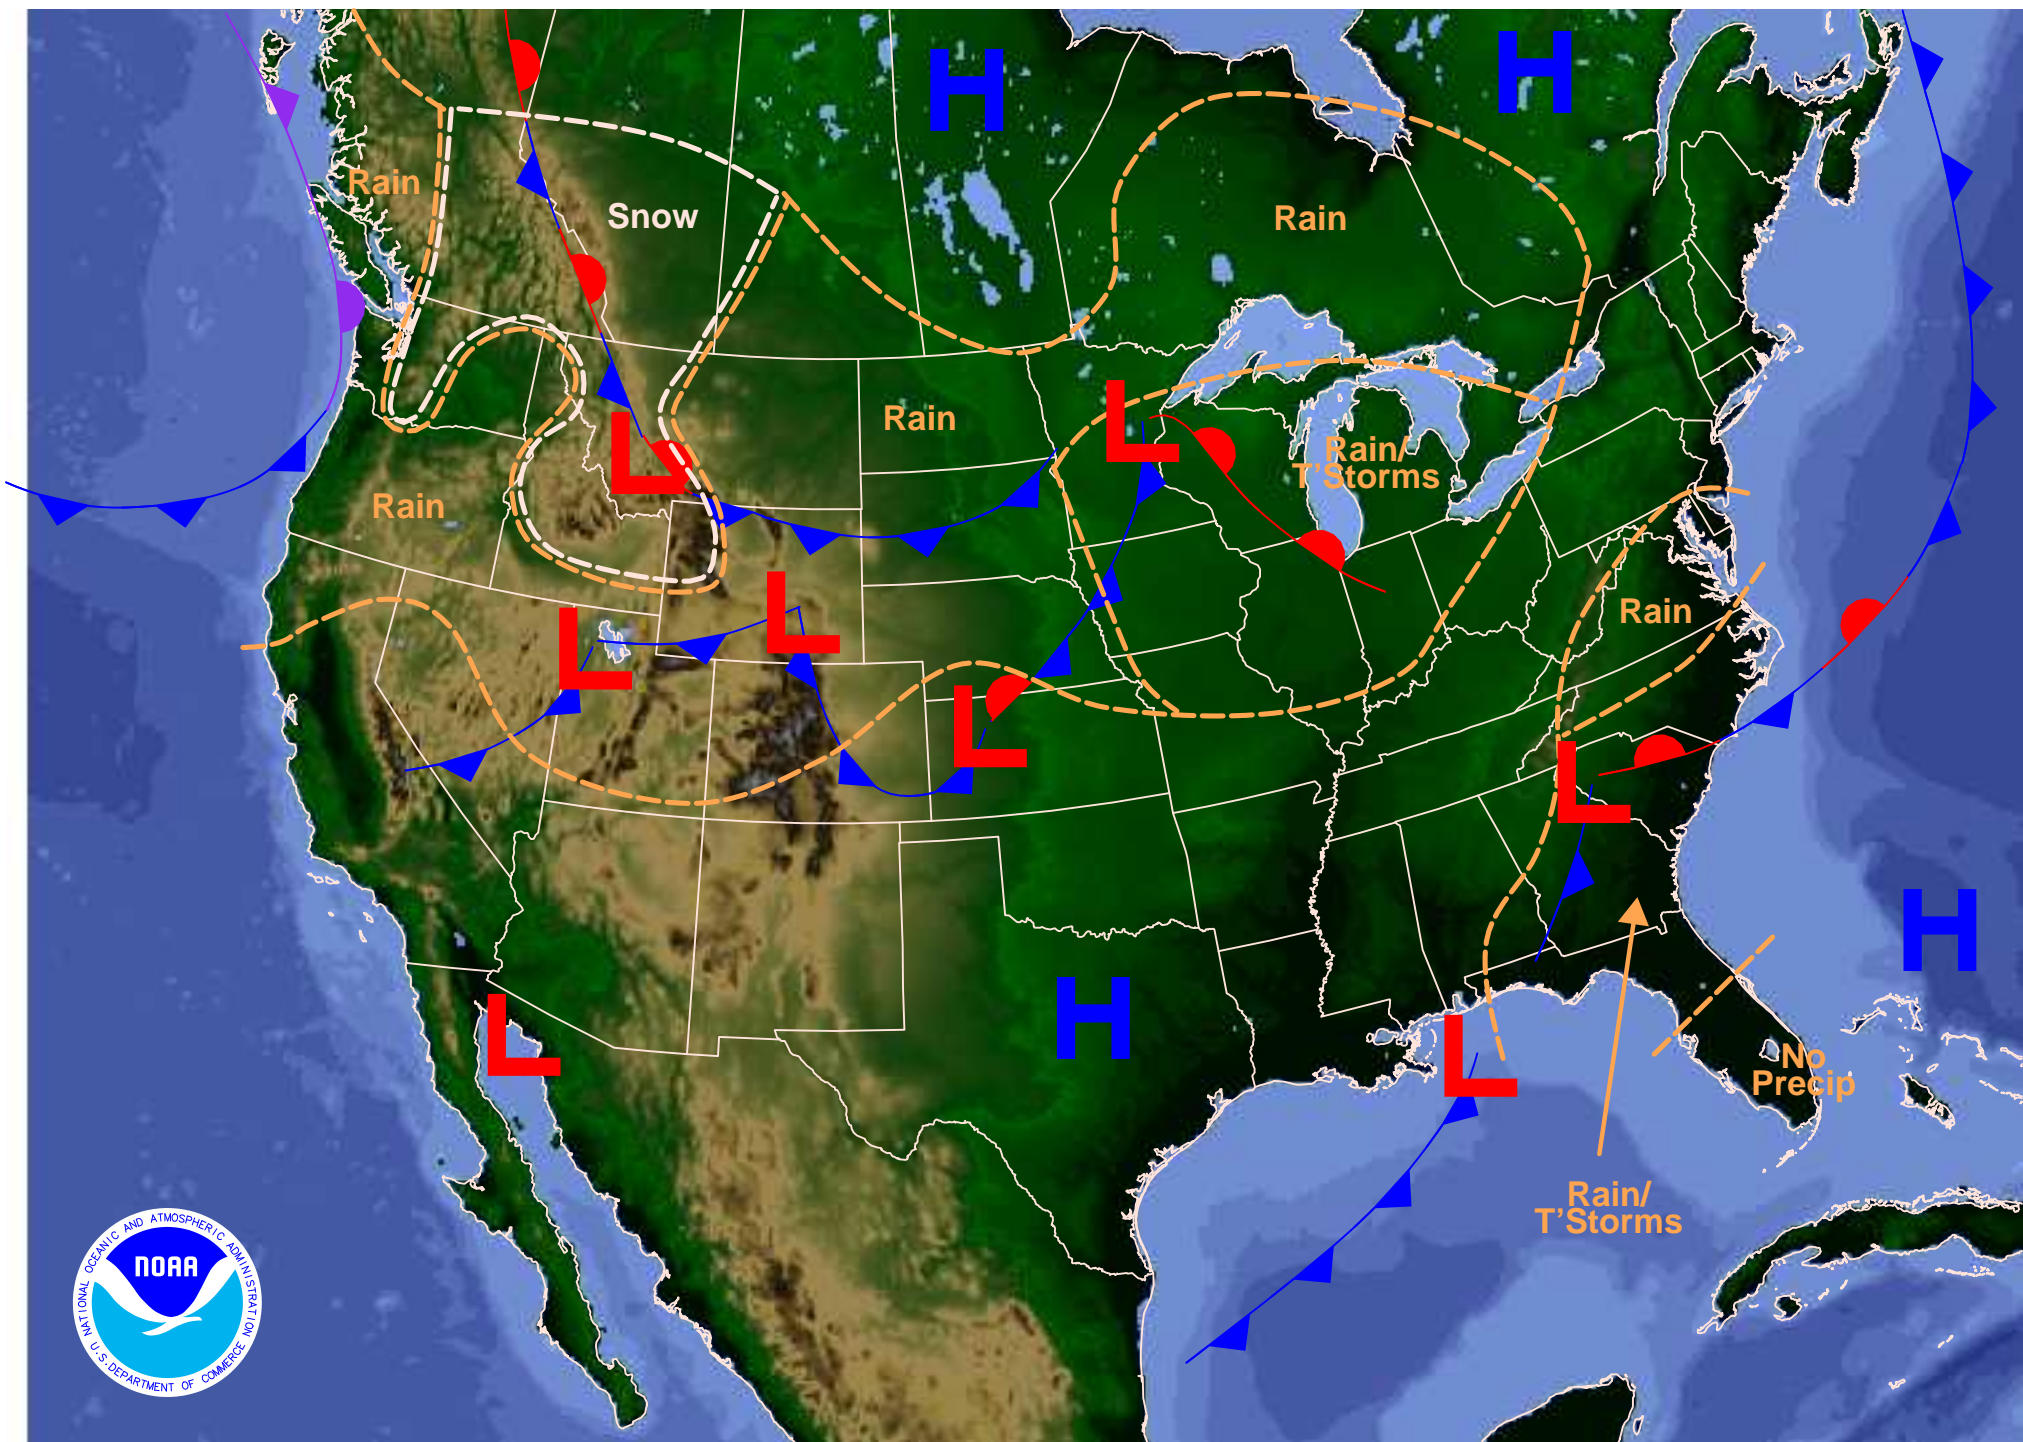 H
H
Rain
Snow
Rain
L
Rain
L
Rain/
T'Storms
Rain
L
H
L
L
Rain
L
L
H
L
L
No
Precip
Rain/
T'Storms
NATIONAL OCEANIC AND ATMOSPHERIC ADMINISTRATION
NOAA
U.S. DEPARTMENT OF COMMERCE